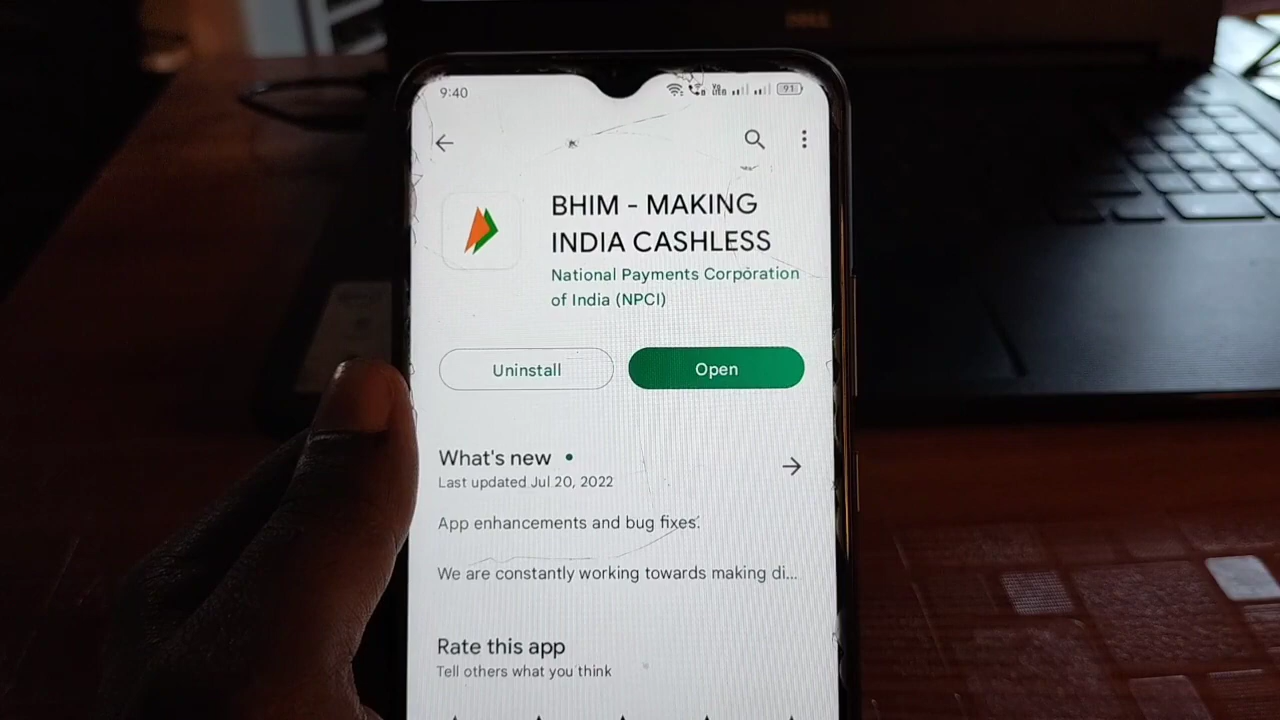 DELL
9:40
91
BHIM - MAKING
INDIA CASHLESS
National Payments Corporation
of India (NPCI)
Uninstall
Open
What's new
Last updated Jul 20, 2022
App enhancements and bug fixes.
We are constantly working towards making di...
Rate this app
Tell others what you think